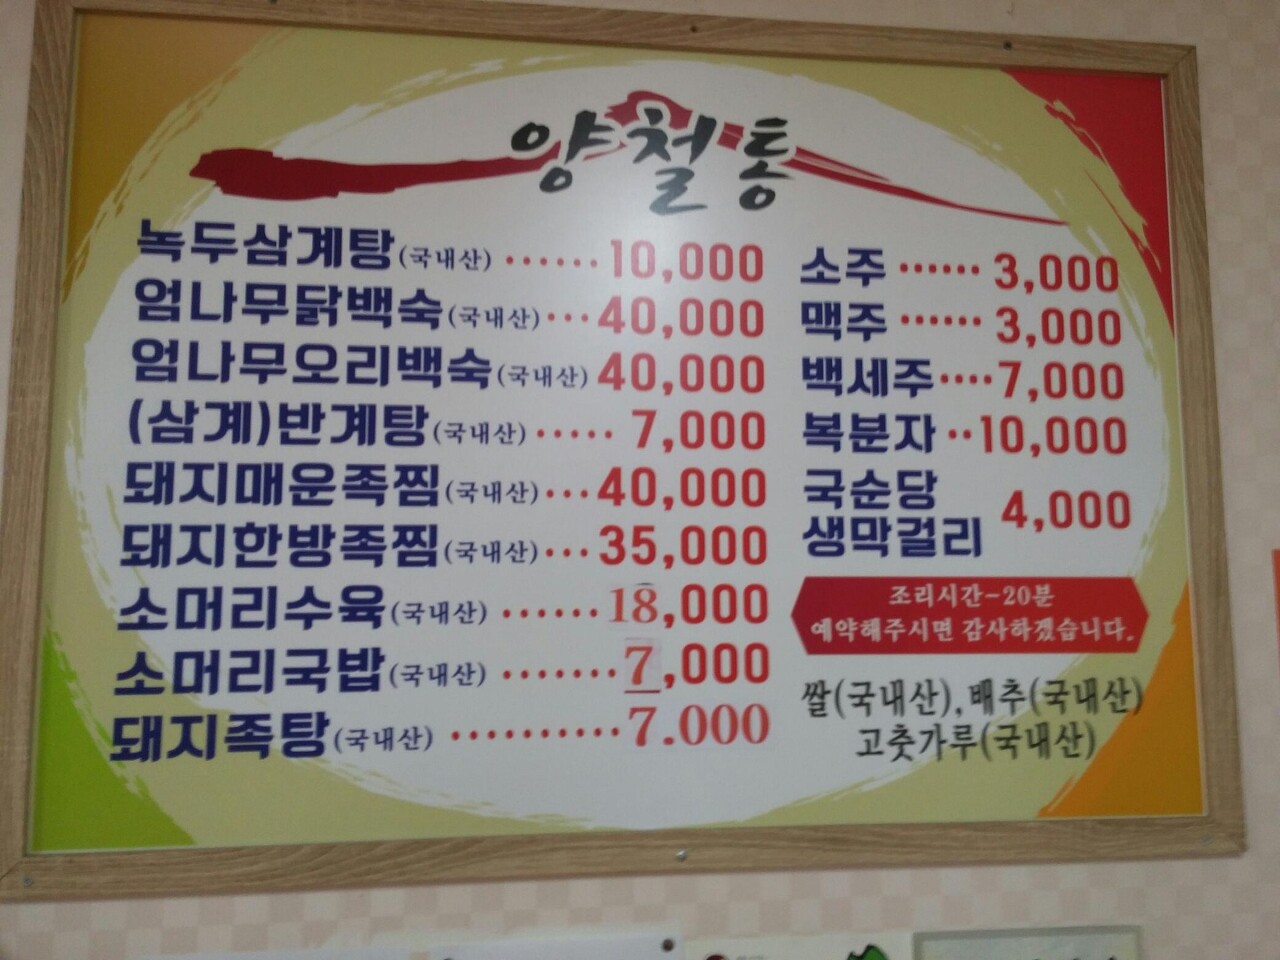 양철통
녹두삼계탕(국내산) ······ 10,000
엄나무닭백숙(국내산) ··· 40,000
엄나무오리백숙(국내산) 40,000
(삼계)반계탕(국내산) ····· 7,000
돼지매운족찜(국내산) ··· 40,000
돼지한방족찜(국내산) ··· 35,000
소머리수육(국내산) ······ 18,000
소머리국밥(국내산) ········· 7,000
돼지족탕(국내산) ·········· 7.000
소주 ······ 3,000
맥주 ······ 3,000
백세주 ···· 7,000
복분자 ·· 10,000
국순당
생막걸리 4,000
조리시간-20분
예약해주시면 감사하겠습니다.
쌀(국내산), 배추(국내산)
고춧가루(국내산)